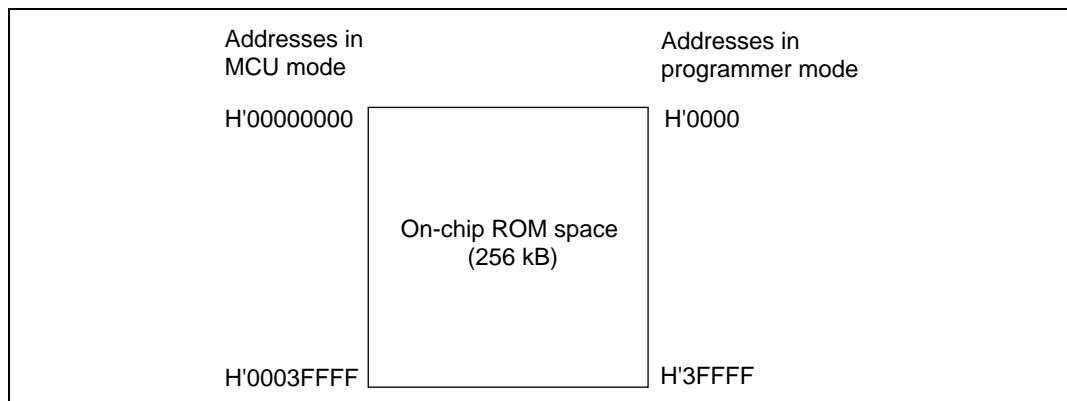 Addresses in
MCU mode
Addresses in
programmer mode
H'00000000
H'0000
On-chip ROM space
(256 kB)
H'0003FFFF
H'3FFFF